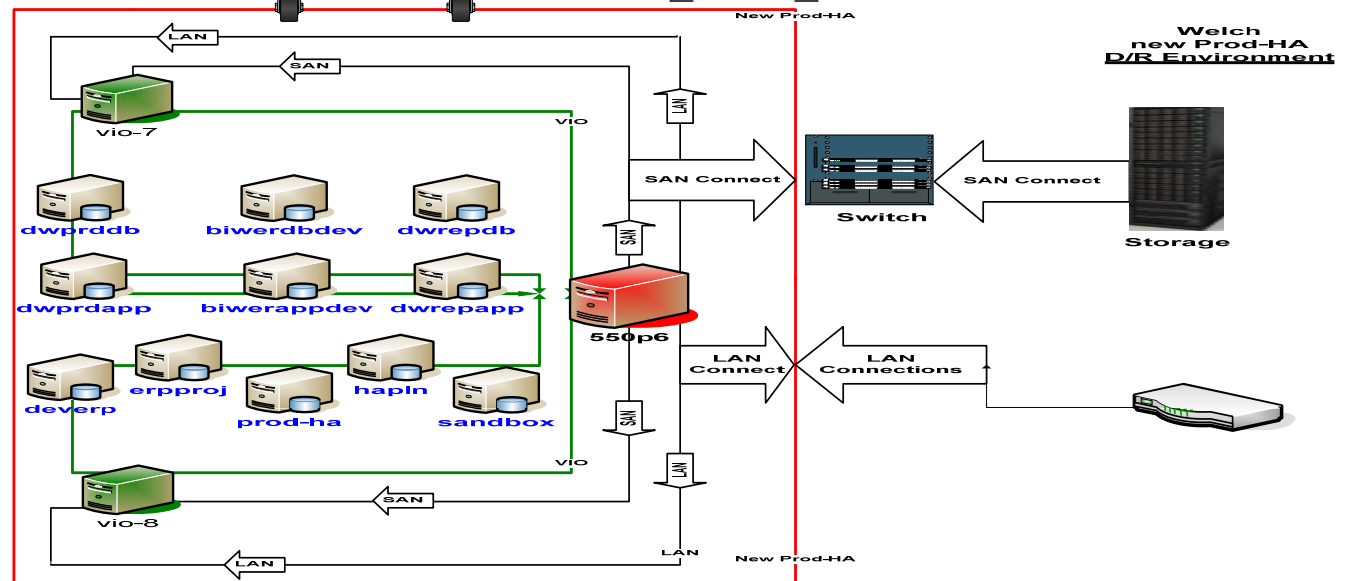 New Prod-HA
Welch
new Prod-HA
D/R Environment
LAN
SAN
LAN
vio-7
VIO
SAN Connect
SAN Connect
Switch
Storage
dwprddb
biwerdbdev
dwrepdb
SAN
dwprdapp
biwerappdev
dwrepapp
550p6
LAN
Connect
LAN
Connections
erpproj
hapln
deverp
prod-ha
sandbox
SAN
VIO
LAN
SAN
vio-8
LAN
LAN
New Prod-HA